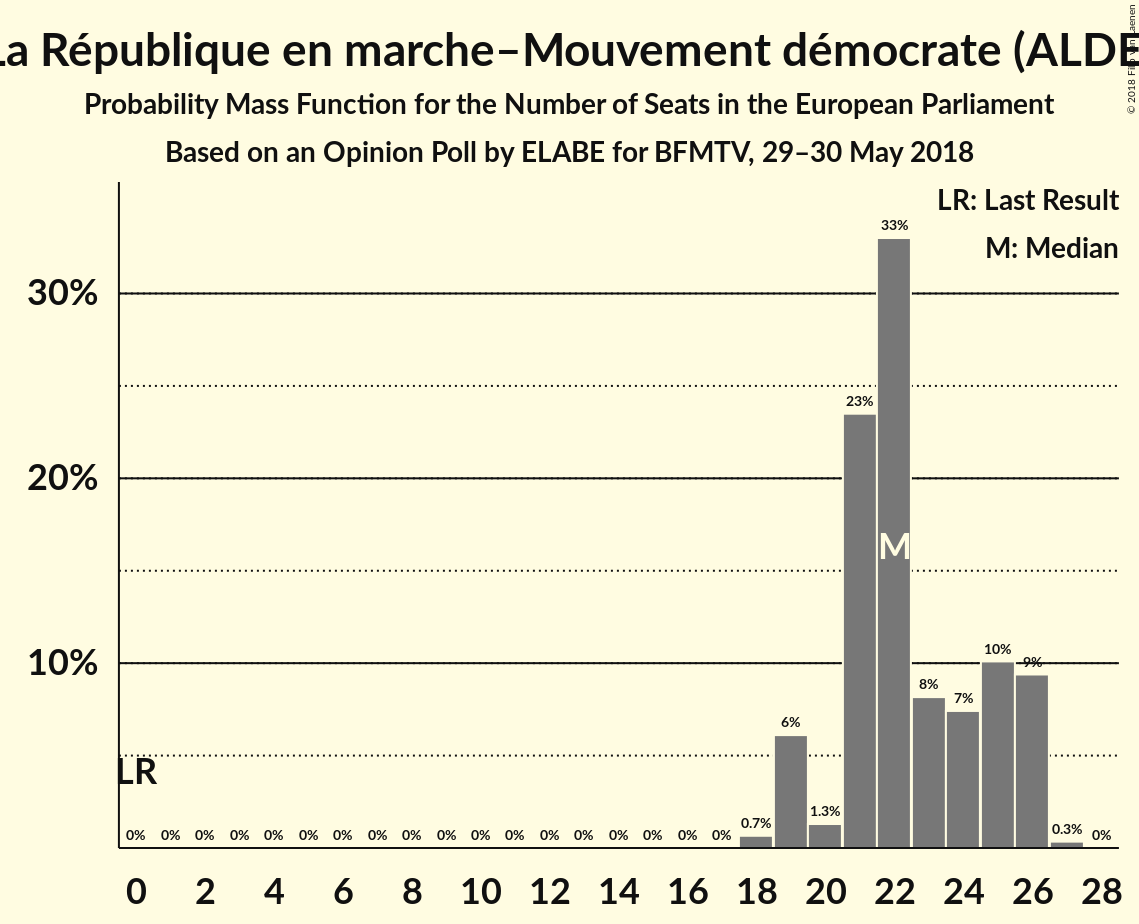 La République en marche–Mouvement démocrate (ALDE
Probability Mass Function for the Number of Seats in the European Parliament
Based on an Opinion Poll by ELABE for BFMTV, 29–30 May 2018
© 2018
LR: Last Result
M: Median
30%
20%
10%
33%
23%
M
10%
9%
8%
7%
6%
LR
1.3%
0.7%
0.3%
0% 0% 0% 0% 0% 0% 0% 0% 0% 0% 0% 0% 0% 0% 0% 0% 0% 0% 0%
0 2 4 6 8 10 12 14 16 18 20 22 24 26 28